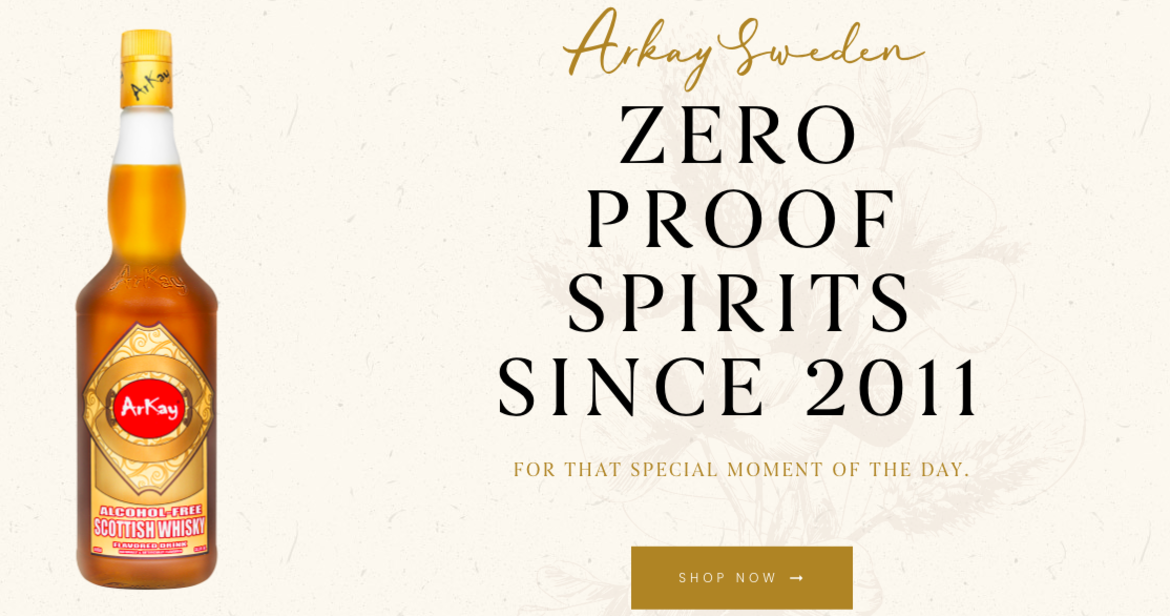 Arkay Sweden
ZERO
PROOF
SPIRITS
SINCE 2011
FOR THAT SPECIAL MOMENT OF THE DAY.
SHOP NOW →
ArKay
ArKay
ArKay
ALCOHOL-FREE
SCOTTISH WHISKY
FLAVORED DRINK